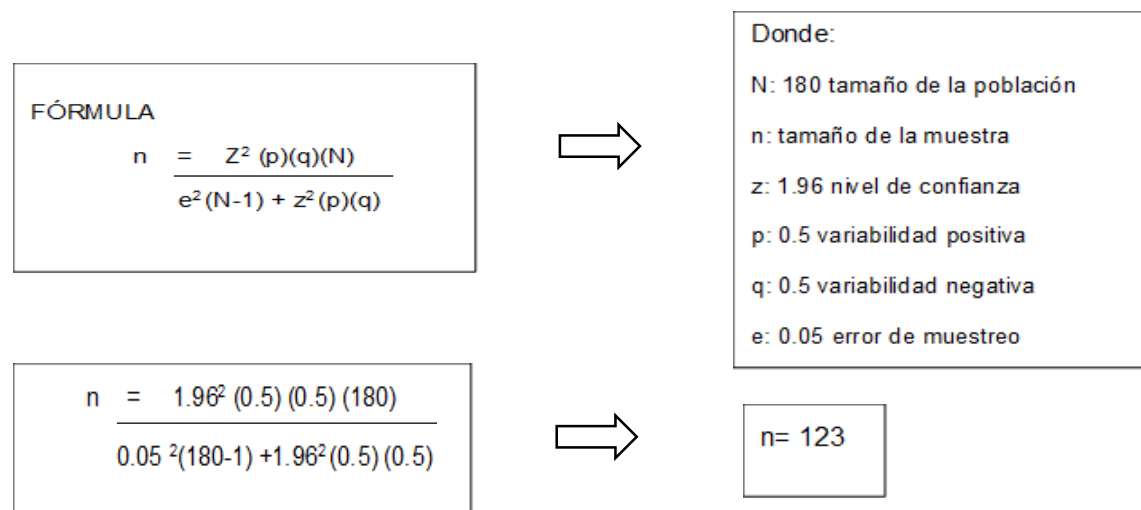 FÓRMULA
n = Z² (p)(q)(N)
e² (N-1) + z² (p)(q)
Donde:
N: 180 tamaño de la población
n: tamaño de la muestra
z: 1.96 nivel de confianza
p: 0.5 variabilidad positiva
q: 0.5 variabilidad negativa
e: 0.05 error de muestreo
n = 1.96² (0.5) (0.5) (180)
0.05 ²(180-1) +1.96² (0.5) (0.5)
n= 123